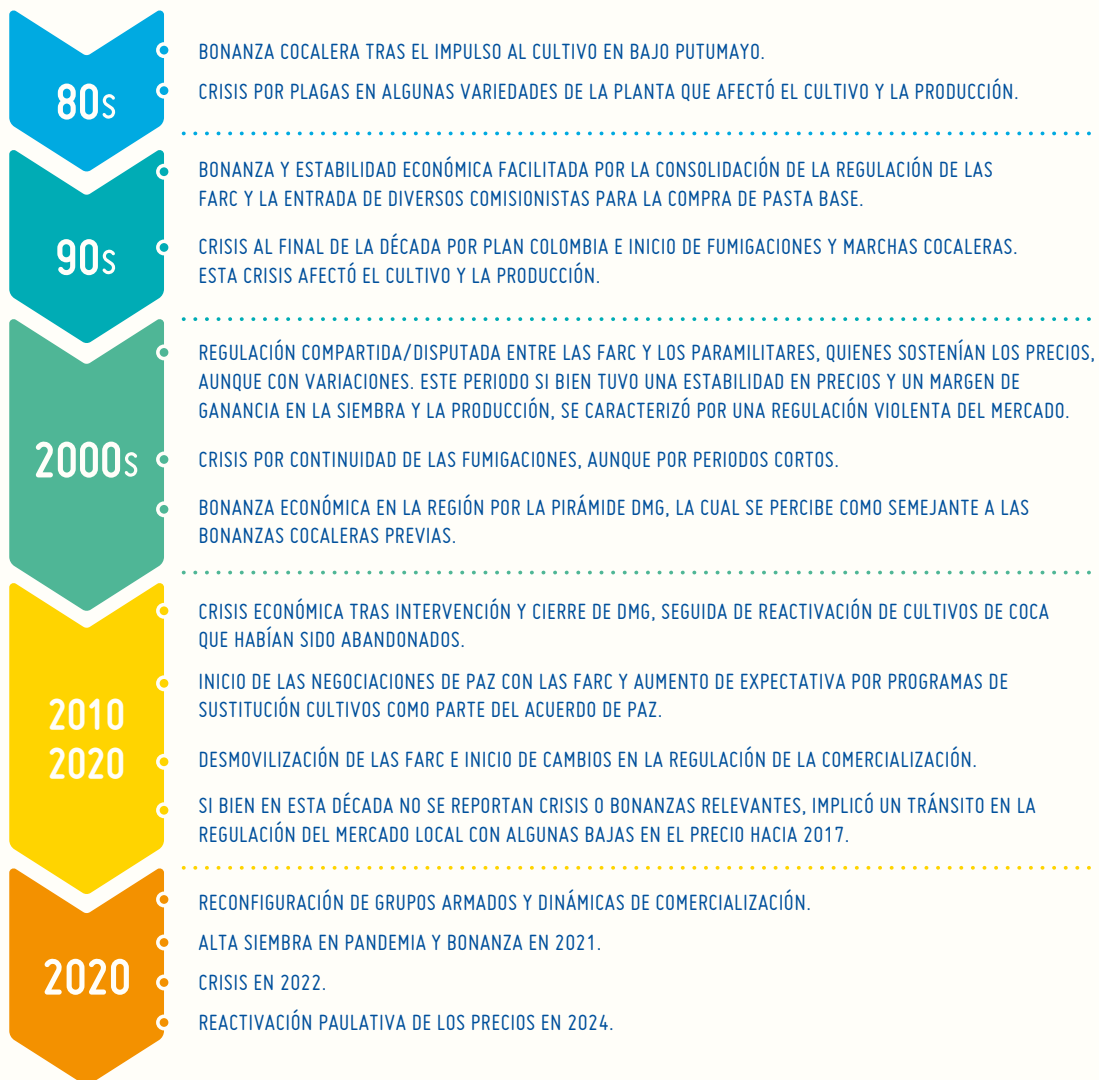 80s
BONANZA COCALERA TRAS EL IMPULSO AL CULTIVO EN BAJO PUTUMAYO.
CRISIS POR PLAGAS EN ALGUNAS VARIEDADES DE LA PLANTA QUE AFECTÓ EL CULTIVO Y LA PRODUCCIÓN.
90s
BONANZA Y ESTABILIDAD ECONÓMICA FACILITADA POR LA CONSOLIDACIÓN DE LA REGULACIÓN DE LAS
FARC Y LA ENTRADA DE DIVERSOS COMISIONISTAS PARA LA COMPRA DE PASTA BASE.
CRISIS AL FINAL DE LA DÉCADA POR PLAN COLOMBIA E INICIO DE FUMIGACIONES Y MARCHAS COCALERAS.
ESTA CRISIS AFECTÓ EL CULTIVO Y LA PRODUCCIÓN.
2000s
REGULACIÓN COMPARTIDA/DISPUTADA ENTRE LAS FARC Y LOS PARAMILITARES, QUIENES SOSTENÍAN LOS PRECIOS,
AUNQUE CON VARIACIONES. ESTE PERIODO SI BIEN TUVO UNA ESTABILIDAD EN PRECIOS Y UN MARGEN DE
GANANCIA EN LA SIEMBRA Y LA PRODUCCIÓN, SE CARACTERIZÓ POR UNA REGULACIÓN VIOLENTA DEL MERCADO.
CRISIS POR CONTINUIDAD DE LAS FUMIGACIONES, AUNQUE POR PERIODOS CORTOS.
BONANZA ECONÓMICA EN LA REGIÓN POR LA PIRÁMIDE DMG, LA CUAL SE PERCIBE COMO SEMEJANTE A LAS
BONANZAS COCALERAS PREVIAS.
2010
2020
CRISIS ECONÓMICA TRAS INTERVENCIÓN Y CIERRE DE DMG, SEGUIDA DE REACTIVACIÓN DE CULTIVOS DE COCA
QUE HABÍAN SIDO ABANDONADOS.
INICIO DE LAS NEGOCIACIONES DE PAZ CON LAS FARC Y AUMENTO DE EXPECTATIVA POR PROGRAMAS DE
SUSTITUCIÓN CULTIVOS COMO PARTE DEL ACUERDO DE PAZ.
DESMOVILIZACIÓN DE LAS FARC E INICIO DE CAMBIOS EN LA REGULACIÓN DE LA COMERCIALIZACIÓN.
SI BIEN EN ESTA DÉCADA NO SE REPORTAN CRISIS O BONANZAS RELEVANTES, IMPLICÓ UN TRÁNSITO EN LA
REGULACIÓN DEL MERCADO LOCAL CON ALGUNAS BAJAS EN EL PRECIO HACIA 2017.
2020
RECONFIGURACIÓN DE GRUPOS ARMADOS Y DINÁMICAS DE COMERCIALIZACIÓN.
ALTA SIEMBRA EN PANDEMIA Y BONANZA EN 2021.
CRISIS EN 2022.
REACTIVACIÓN PAULATIVA DE LOS PRECIOS EN 2024.